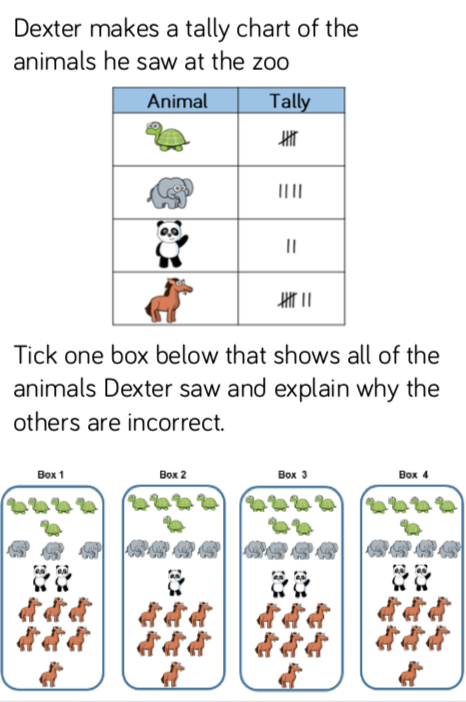 Dexter makes a tally chart of the
animals he saw at the zoo
Animal Tally
Tick one box below that shows all of the
animals Dexter saw and explain why the
others are incorrect.
Box 1 Box 2 Box 3 Box 4